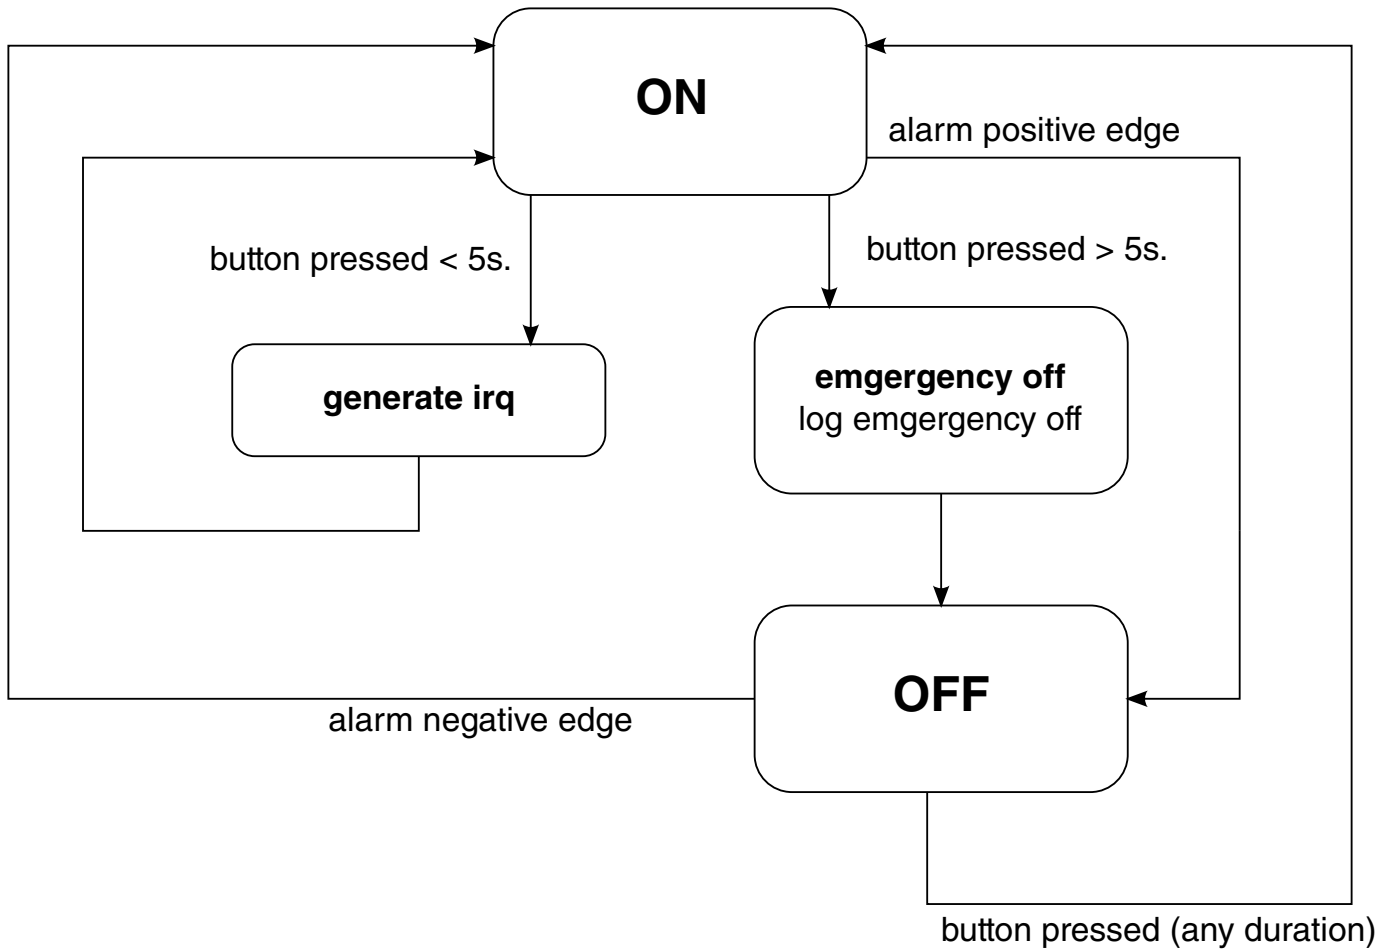 ON
alarm positive edge
button pressed < 5s.
button pressed > 5s.
generate irq
emgergency off
log emgergency off
OFF
alarm negative edge
button pressed (any duration)